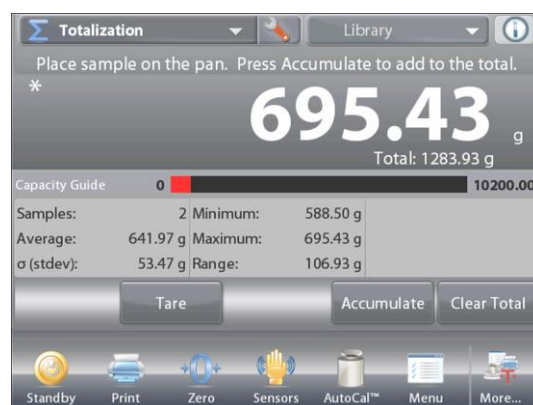 Σ Totalization Library
Place sample on the pan. Press Accumulate to add to the total.
*
695.43 g
Total: 1283.93 g
Capacity Guide 0 10200.00
Samples: 2 Minimum: 588.50 g
Average: 641.97 g Maximum: 695.43 g
σ (stdev): 53.47 g Range: 106.93 g
Tare Accumulate Clear Total
Standby Print Zero Sensors AutoCal™ Menu More...